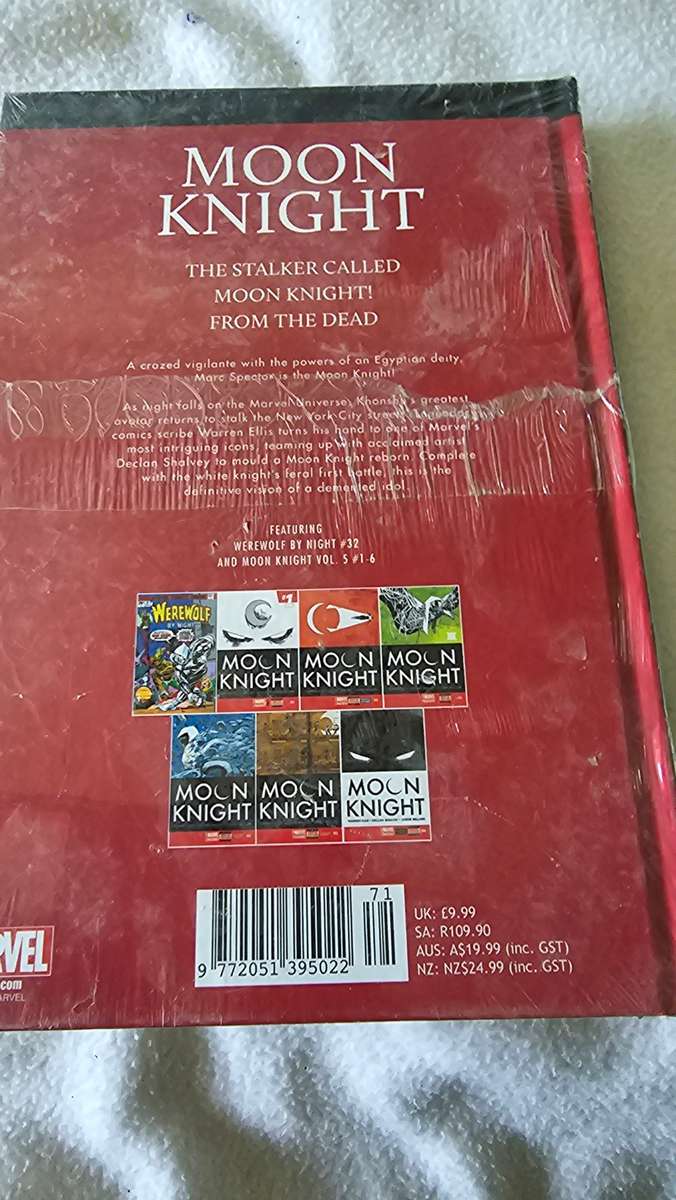 MOON
KNIGHT
THE STALKER CALLED
MOON KNIGHT!
FROM THE DEAD
A crazed vigilante with the powers of an Egyptian deity,
Marc Spector is the Moon Knight!
As night falls on the Marvel Universe, Khonshu's greatest
avatar returns to stalk the New York City streets. Legendary
comics scribe Warren Ellis turns his hand to one of Marvel's
most intriguing icons, teaming up with acclaimed artist
Declan Shalvey to mould a Moon Knight reborn. Complete
with the white knight's feral first battle, this is the
definitive vision of a demented idol.
FEATURING
WEREWOLF BY NIGHT #32
AND MOON KNIGHT VOL. 5 #1-6
WEREWOLF
BY NIGHT
#1
MOON
KNIGHT
MOON
KNIGHT
MOON
KNIGHT
MOON
KNIGHT
MOON
KNIGHT
MOON
KNIGHT
71
9 772051 395022
UK: £9.99
SA: R109.90
AUS: A$19.99 (inc. GST)
NZ: NZ$24.99 (inc. GST)
VEL
.com
ARVEL